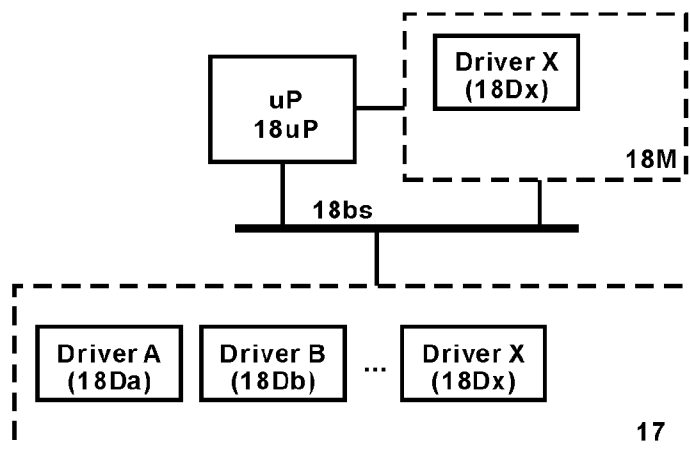 Driver X
(18Dx)
uP
18uP
18M
18bs
Driver A
(18Da)
Driver B
(18Db)
...
Driver X
(18Dx)
17